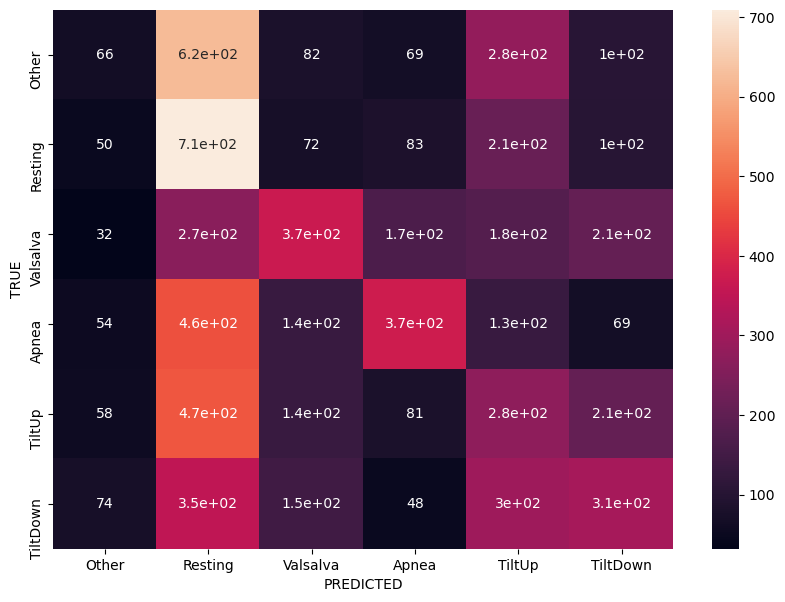 Other 66 6.2e+02 82 69 2.8e+02 1e+02
Resting 50 7.1e+02 72 83 2.1e+02 1e+02
Valsalva 32 2.7e+02 3.7e+02 1.7e+02 1.8e+02 2.1e+02
Apnea 54 4.6e+02 1.4e+02 3.7e+02 1.3e+02 69
TiltUp 58 4.7e+02 1.4e+02 81 2.8e+02 2.1e+02
TiltDown 74 3.5e+02 1.5e+02 48 3e+02 3.1e+02
Other Resting Valsalva Apnea TiltUp TiltDown
PREDICTED
TRUE
700
600
500
400
300
200
100